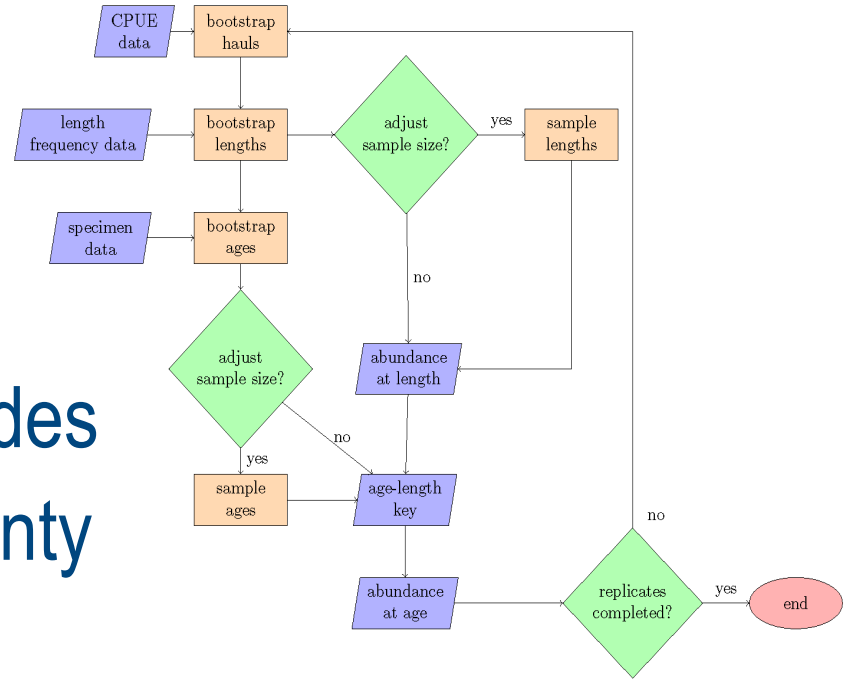 CPUE
data
bootstrap
hauls
length
frequency data
bootstrap
lengths
adjust
sample size?
yes
sample
lengths
specimen
data
bootstrap
ages
no
adjust
sample size?
abundance
at length
no
yes
sample
ages
age-length
key
abundance
at age
no
replicates
completed?
yes
end
des
nty